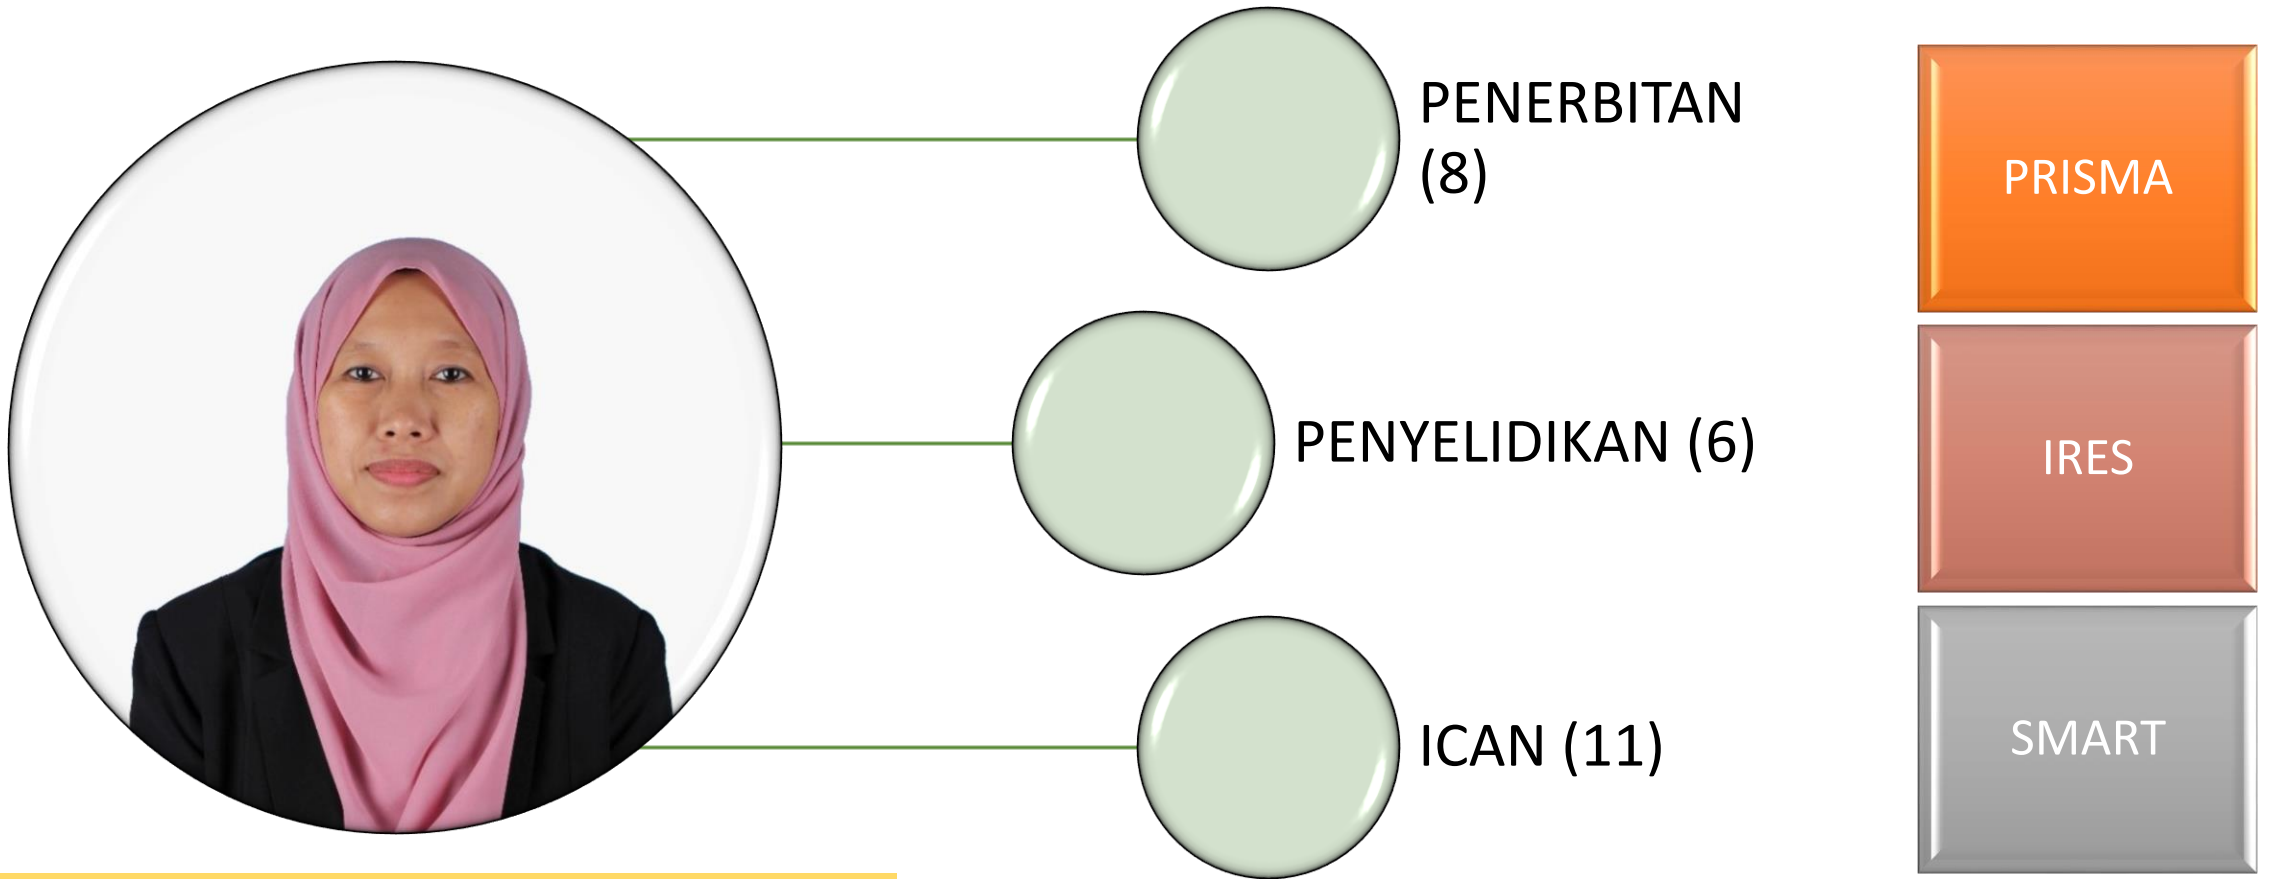 PENERBITAN
(8)
PENYELIDIKAN (6)
ICAN (11)
PRISMA
IRES
SMART